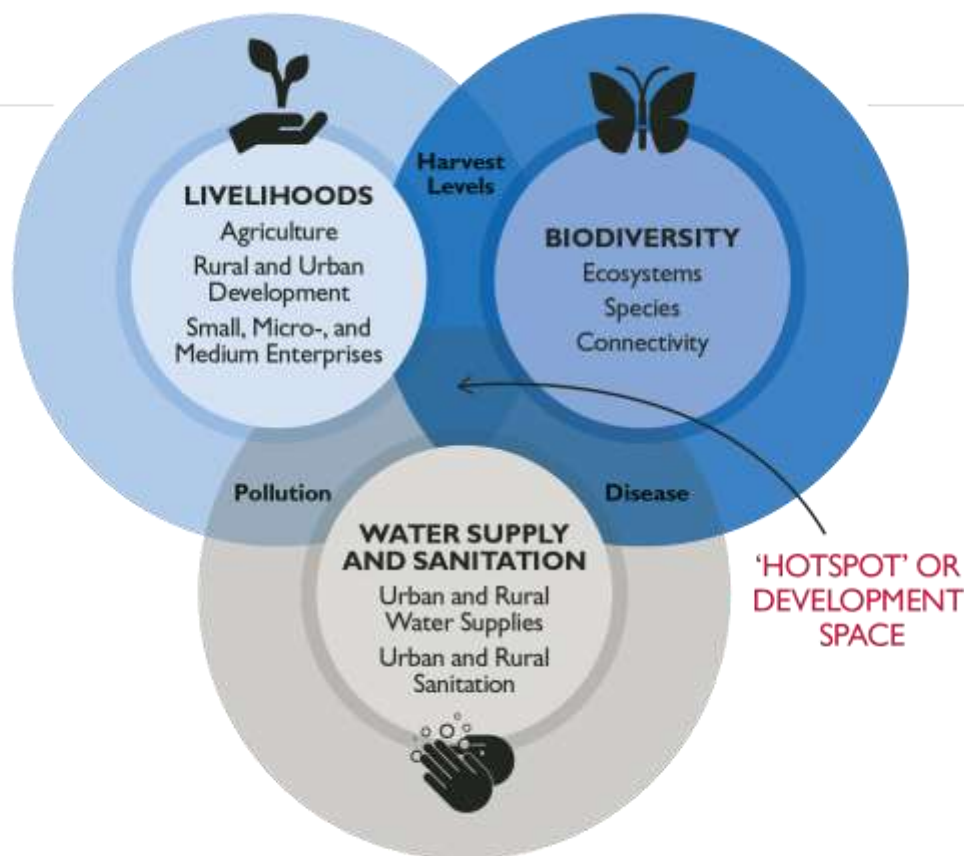 Harvest
Levels
LIVELIHOODS
Agriculture
Rural and Urban
Development
Small, Micro-, and
Medium Enterprises
BIODIVERSITY
Ecosystems
Species
Connectivity
Pollution
Disease
WATER SUPPLY
AND SANITATION
Urban and Rural
Water Supplies
Urban and Rural
Sanitation
‘HOTSPOT’ OR
DEVELOPMENT
SPACE